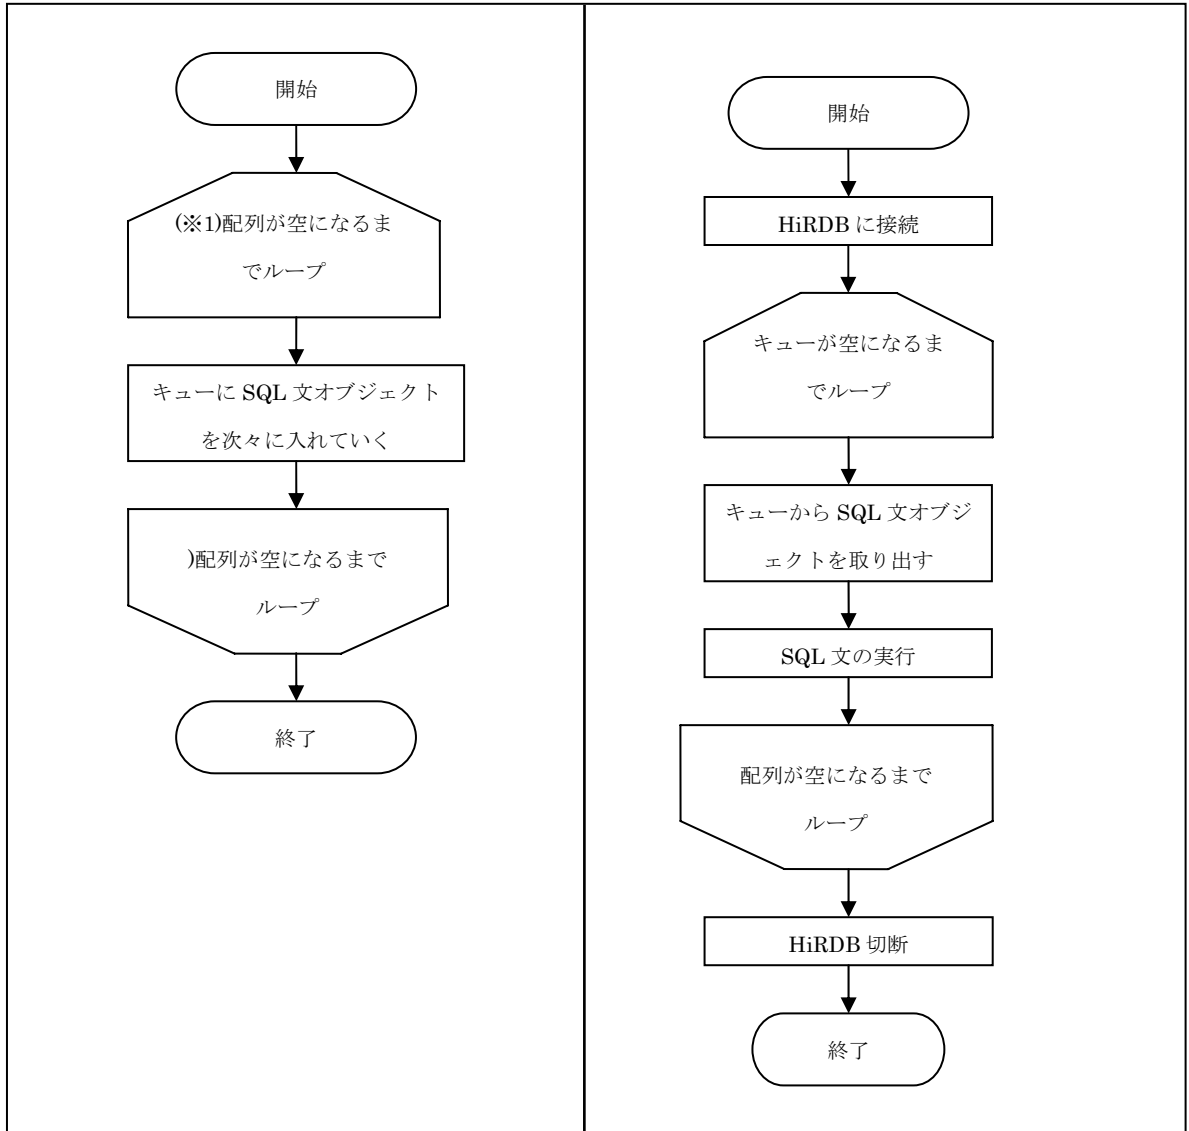 開始
(※1)配列が空になるま
でループ
キューに SQL 文オブジェクト
を次々に入れていく
)配列が空になるまで
ループ
終了
開始
HiRDB に接続
キューが空になるま
でループ
キューから SQL 文オブジ
ェクトを取り出す
SQL 文の実行
配列が空になるまで
ループ
HiRDB 切断
終了